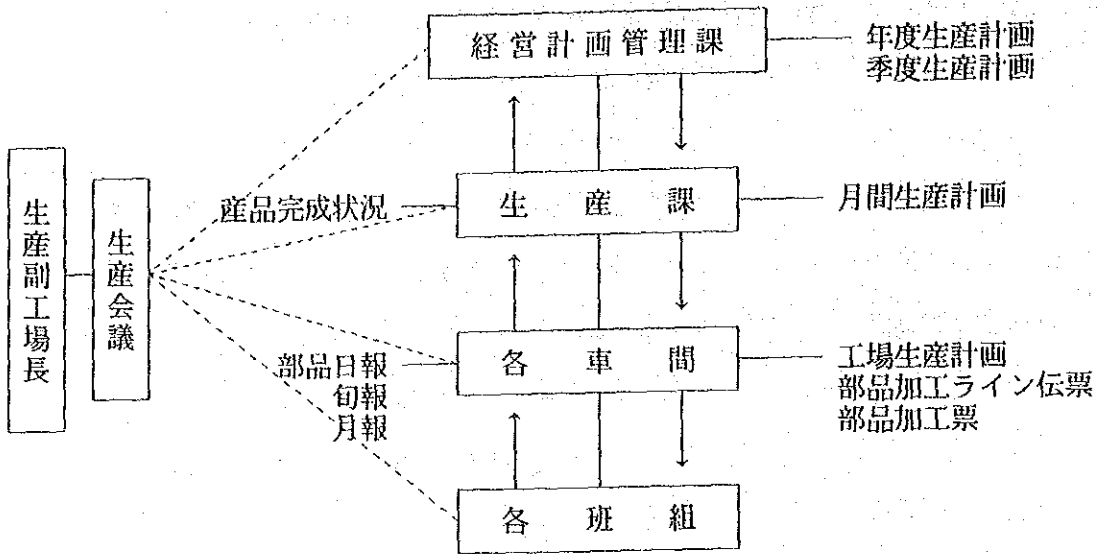 経営計画管理課
年度生産計画
季度生産計画
生産副工場長
生産会議
産品完成状況
生産課
月間生産計画
部品日報
旬報
月報
各車間
工場生産計画
部品加工ライン伝票
部品加工票
各班組